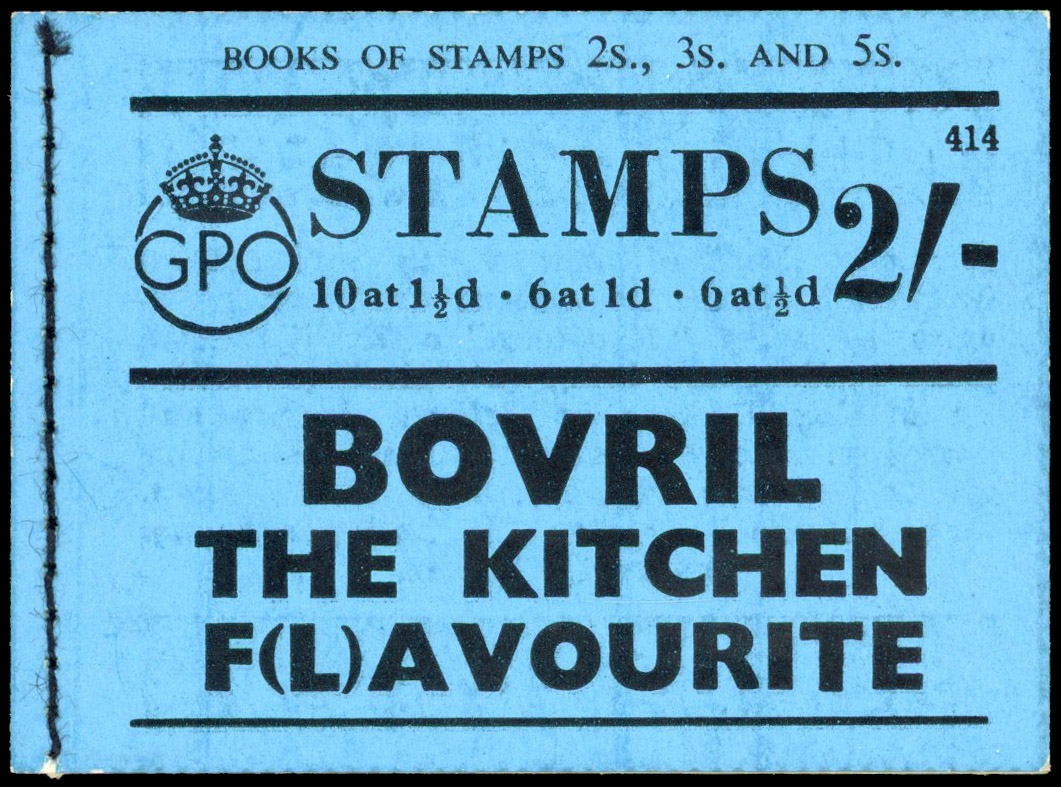 BOOKS OF STAMPS 2S., 3S. AND 5S.
414
GPO
STAMPS 2/-
10 at 1½d · 6 at 1d · 6 at ½d
BOVRIL
THE KITCHEN
F(L)AVOURITE